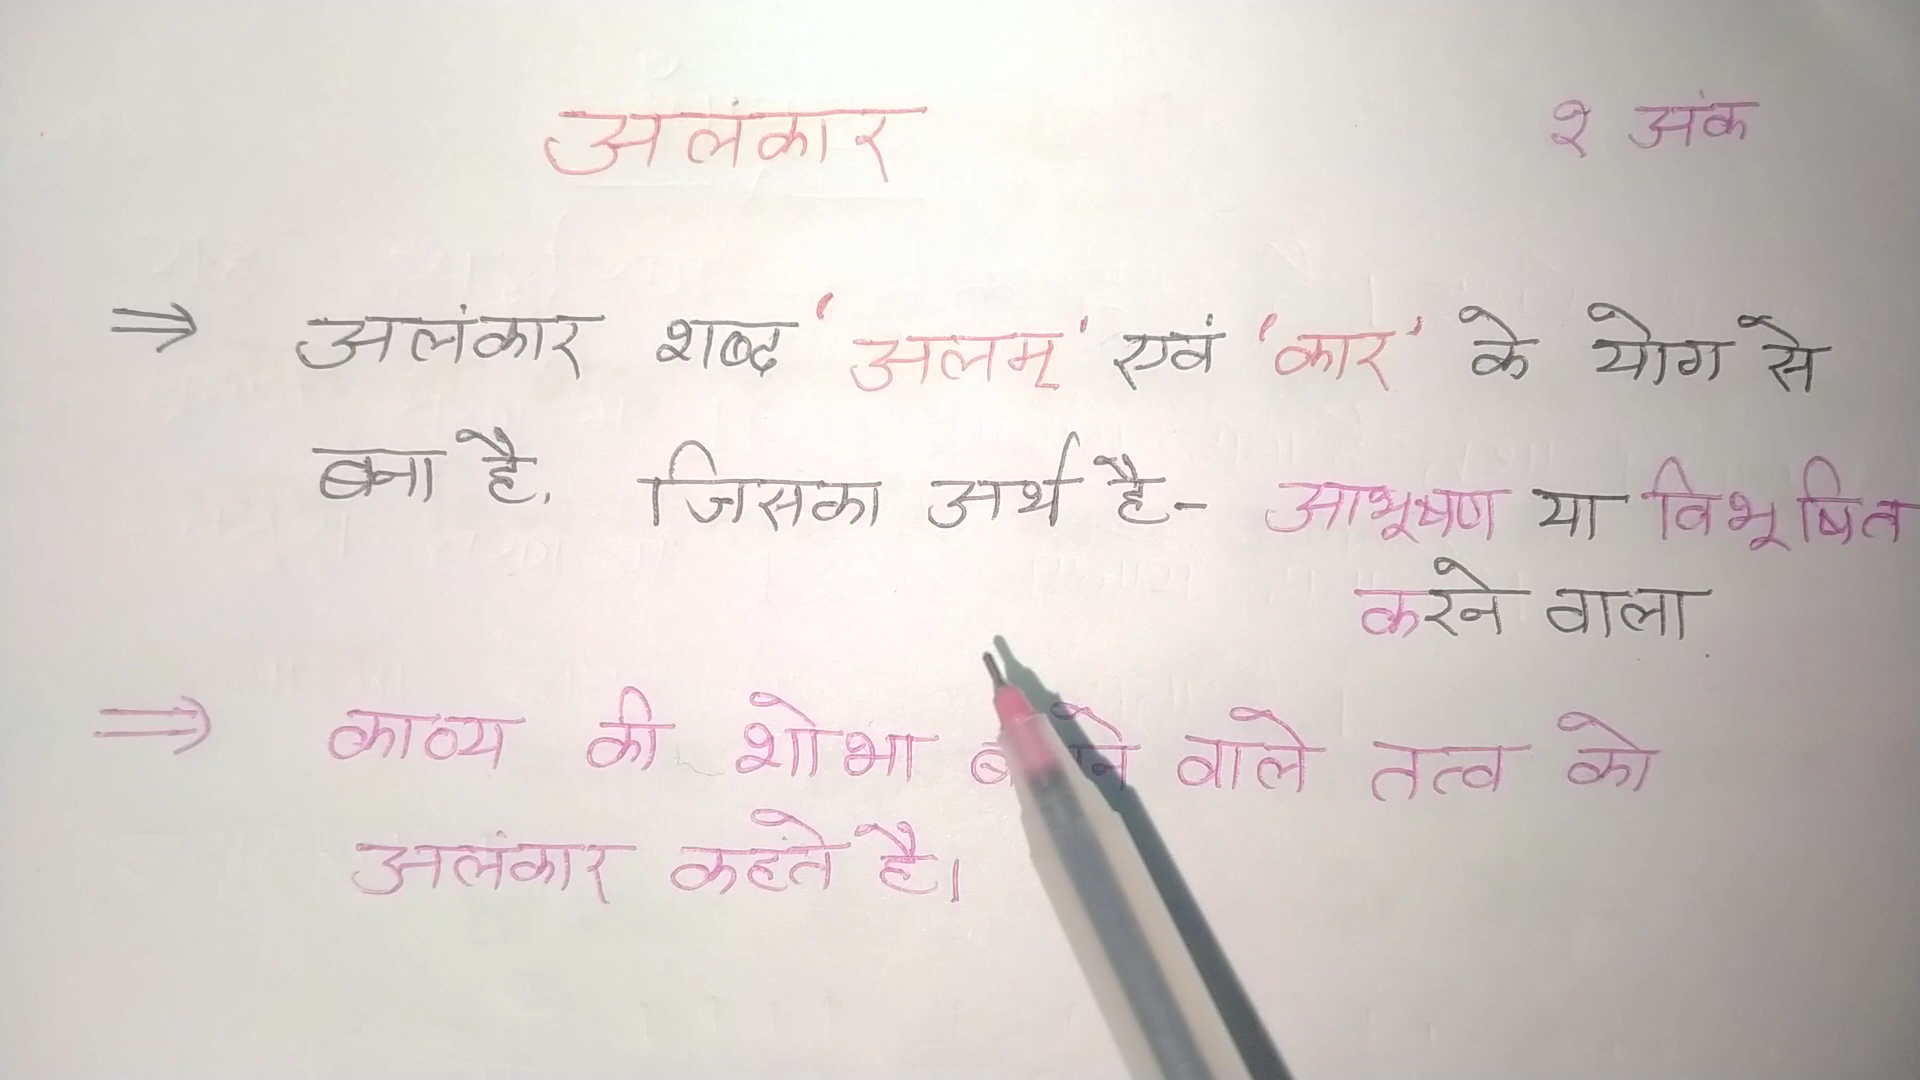 अलंकार
२ अंक
⇒ अलंकार शब्द 'अलम्' एवं 'कार' के योग से
बना है. जिसका अर्थ है- आभूषण या विभूषित
करने वाला.
⇒ काव्य की शोभा वाले तत्व को
अलंकार कहते है।